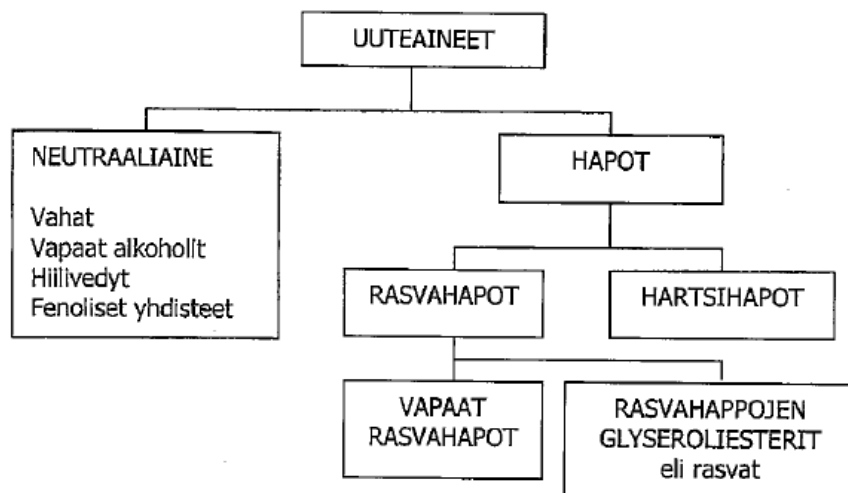 UUTEAINEET
NEUTRAALIAINE
Vahat
Vapaat alkoholit
Hiilivedyt
Fenoliset yhdisteet
HAPOT
RASVAHAPOT
HARTSIHAPOT
VAPAAT
RASVAHAPOT
RASVAHAPPOJEN
GLYSEROLIESTERIT
eli rasvat